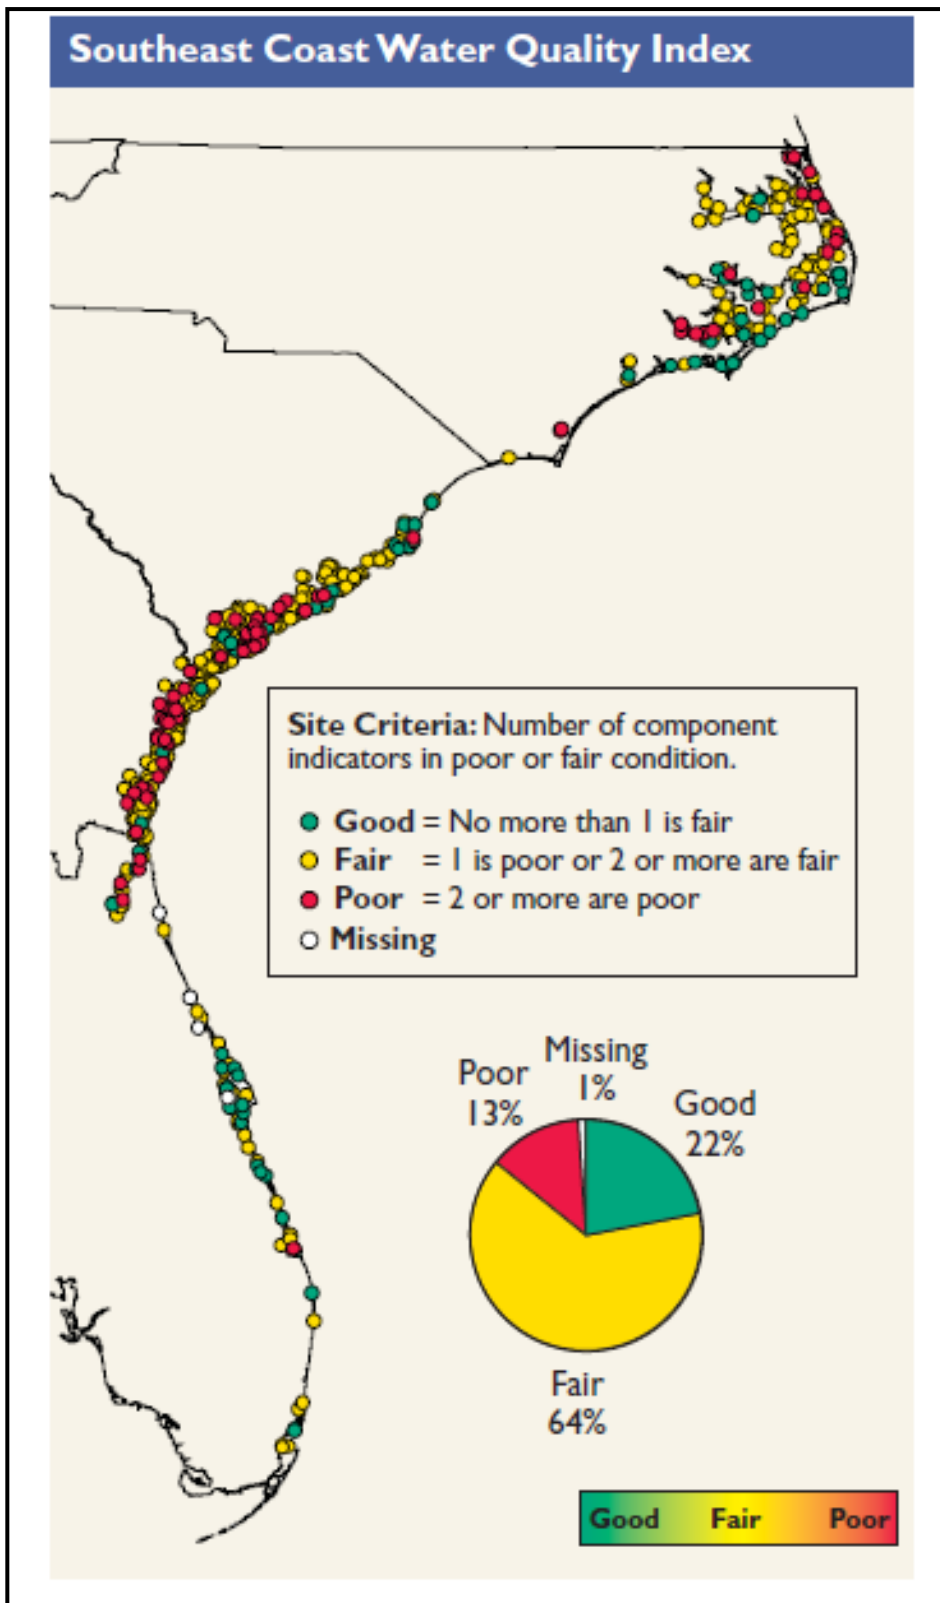 Southeast Coast Water Quality Index
Site Criteria: Number of component
indicators in poor or fair condition.
Good = No more than 1 is fair
Fair = 1 is poor or 2 or more are fair
Poor = 2 or more are poor
Missing
Missing
1%
Poor
13%
Good
22%
Fair
64%
Good Fair Poor